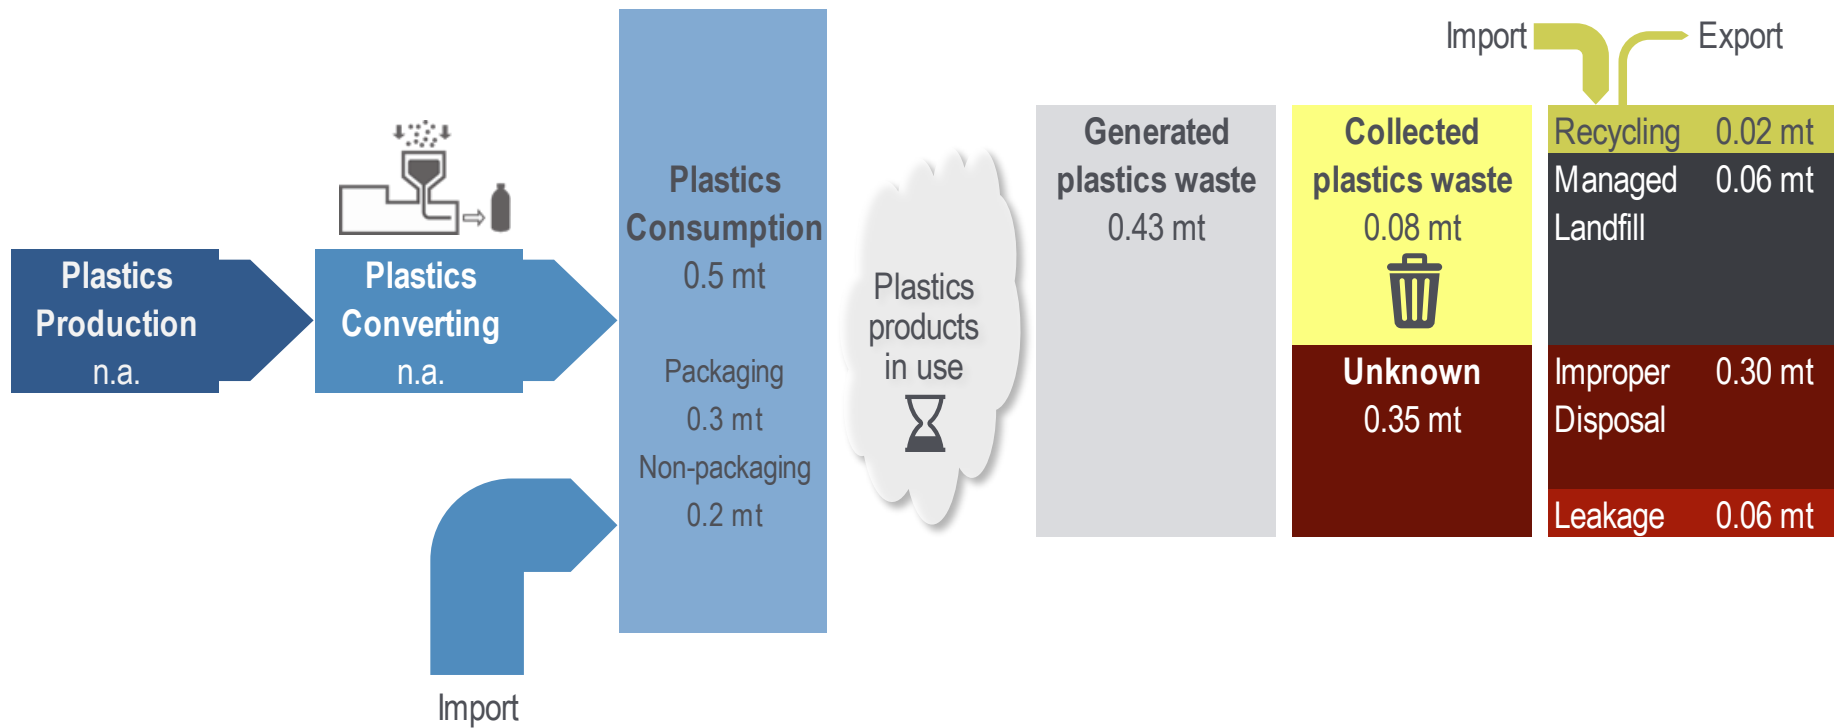 Plastics
Production
n.a.
Plastics
Converting
n.a.
Import
Plastics
Consumption
0.5 mt
Packaging
0.3 mt
Non-packaging
0.2 mt
Plastics
products
in use
Generated
plastics waste
0.43 mt
Collected
plastics waste
0.08 mt
Unknown
0.35 mt
Import
Export
Recycling 0.02 mt
Managed 0.06 mt
Landfill
Improper 0.30 mt
Disposal
Leakage 0.06 mt